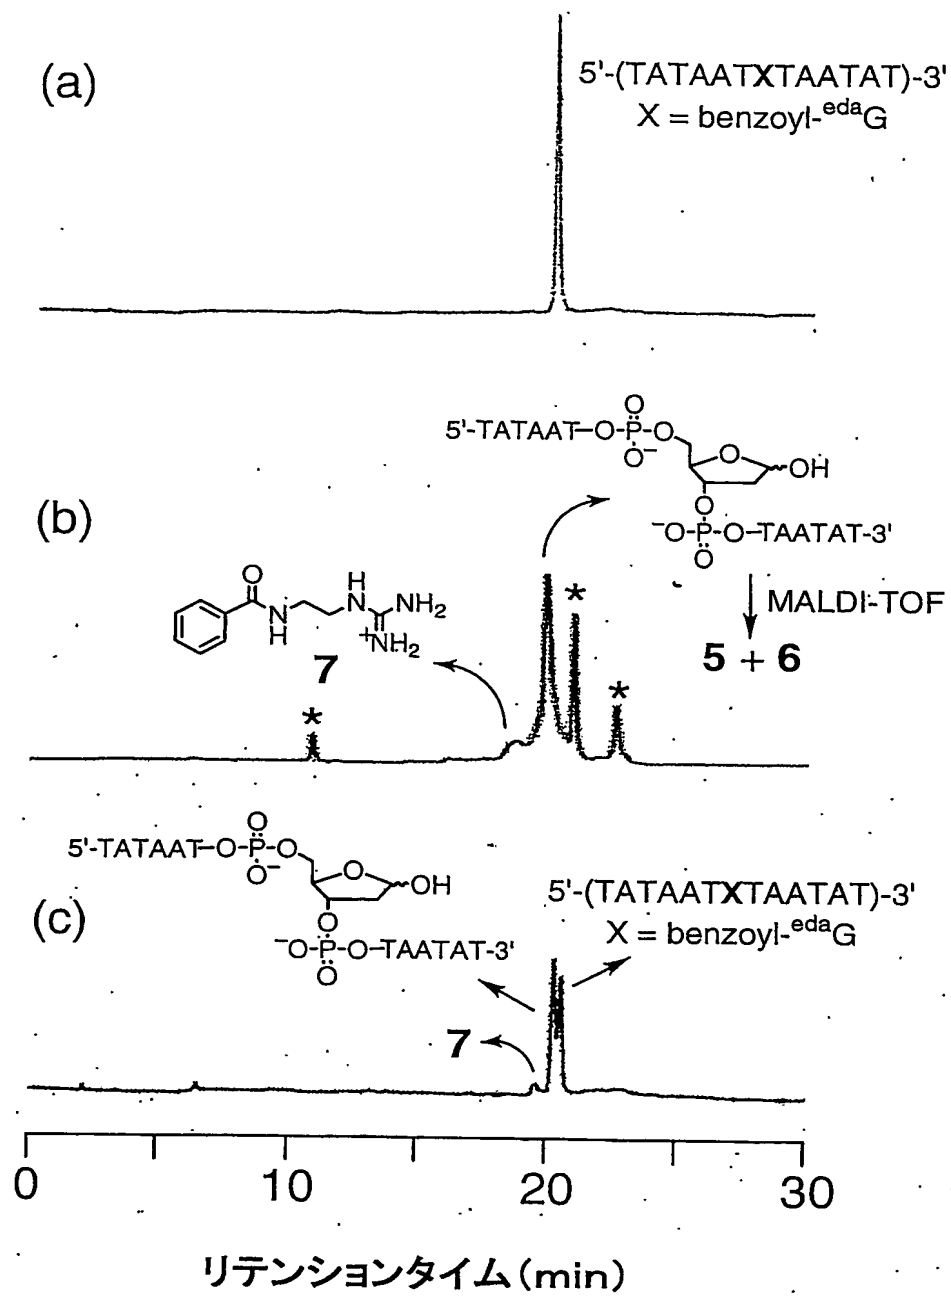 (a)
5'-(TATAATXTAATAT)-3'
X = benzoyl-edaG
(b)
5'-TATAAT-O-P-O
O
O-
O
OH
O
-O-P-O-TAATAT-3'
O
MALDI-TOF
5 + 6
O
N
H
H
N
NH2
+NH2
7
*
*
*
(c)
5'-TATAAT-O-P-O
O
O-
O
OH
O
-O-P-O-TAATAT-3'
O
5'-(TATAATXTAATAT)-3'
X = benzoyl-edaG
7
0 10 20 30
リテンションタイム(min)